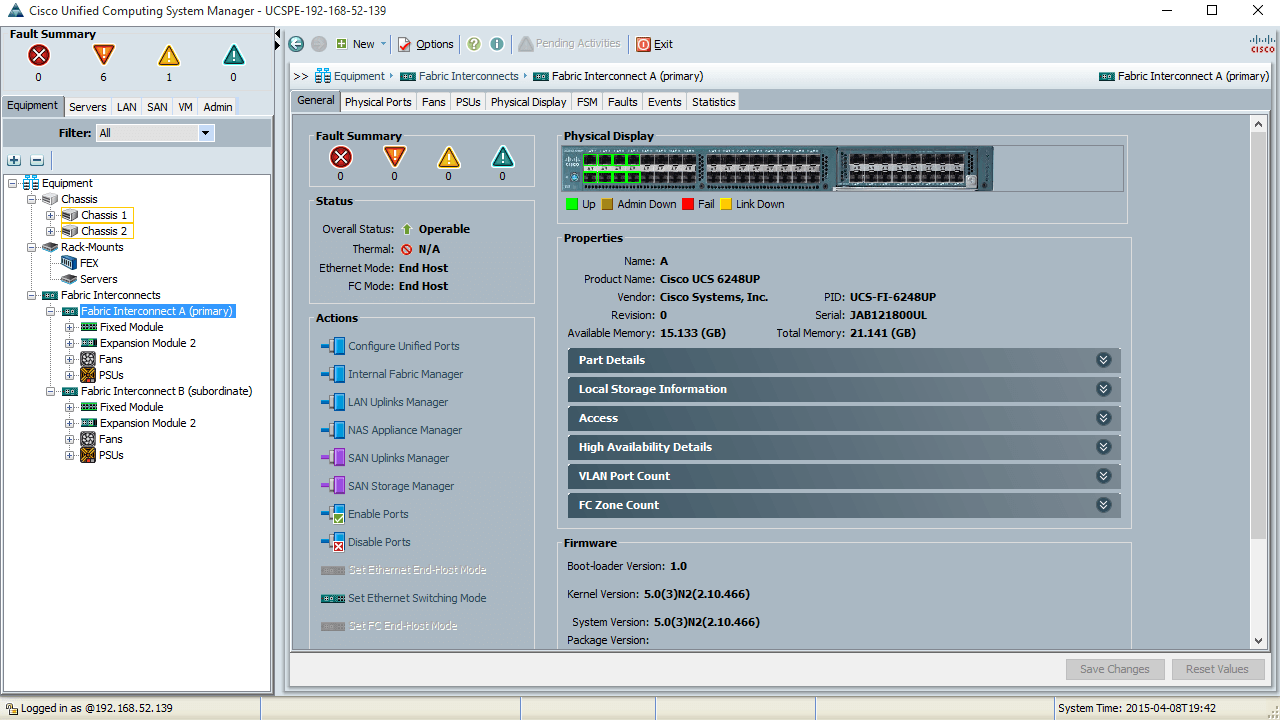 Cisco Unified Computing System Manager - UCSPE-192-168-52-139
Fault Summary
0 6 1 0
Equipment Servers LAN SAN VM Admin
Filter: All
Equipment
Chassis
Chassis 1
Chassis 2
Rack-Mounts
FEX
Servers
Fabric Interconnects
Fabric Interconnect A (primary)
Fixed Module
Expansion Module 2
Fans
PSUs
Fabric Interconnect B (subordinate)
Fixed Module
Expansion Module 2
Fans
PSUs
New Options Pending Activities Exit
CISCO
>> Equipment Fabric Interconnects Fabric Interconnect A (primary) Fabric Interconnect A (primary)
General Physical Ports Fans PSUs Physical Display FSM Faults Events Statistics
Fault Summary
0 0 0 0
Status
Overall Status: Operable
Thermal: N/A
Ethernet Mode: End Host
FC Mode: End Host
Actions
Configure Unified Ports
Internal Fabric Manager
LAN Uplinks Manager
NAS Appliance Manager
SAN Uplinks Manager
SAN Storage Manager
Enable Ports
Disable Ports
Set Ethernet End-Host Mode
Set Ethernet Switching Mode
Set FC End-Host Mode
Physical Display
CISCO
Up Admin Down Fail Link Down
Properties
Name: A
Product Name: Cisco UCS 6248UP
Vendor: Cisco Systems, Inc. PID: UCS-FI-6248UP
Revision: 0 Serial: JAB121800UL
Available Memory: 15.133 (GB) Total Memory: 21.141 (GB)
Part Details
Local Storage Information
Access
High Availability Details
VLAN Port Count
FC Zone Count
Firmware
Boot-loader Version: 1.0
Kernel Version: 5.0(3)N2(2.10.466)
System Version: 5.0(3)N2(2.10.466)
Package Version:
Save Changes Reset Values
Logged in as @192.168.52.139 System Time: 2015-04-08T19:42